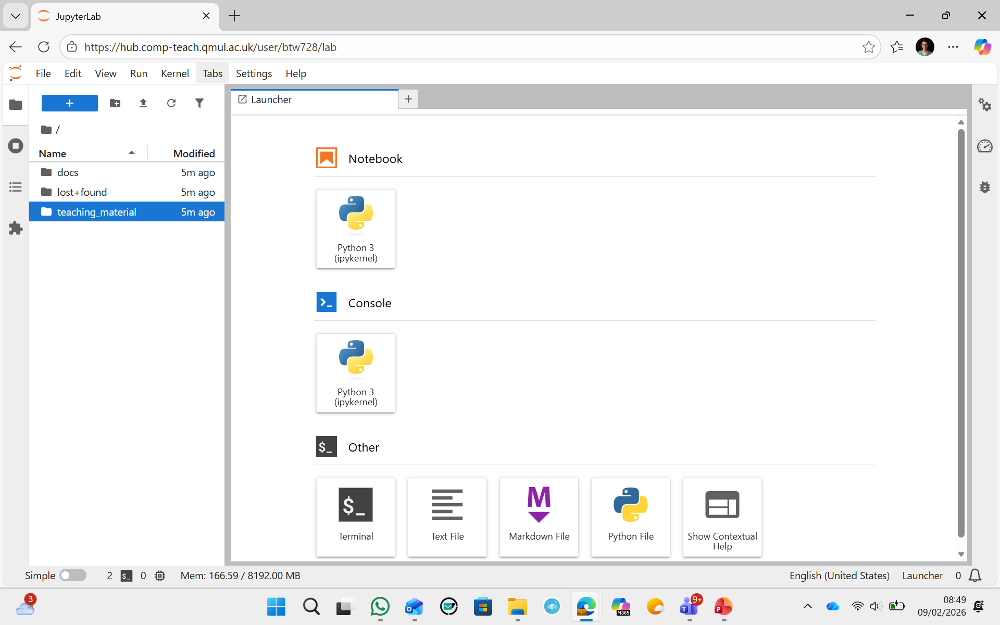 JupyterLab
https://hub.comp-teach.qmul.ac.uk/user/btw728/lab
File Edit View Run Kernel Tabs Settings Help
Launcher
/
Name Modified
docs 5m ago
lost+found 5m ago
teaching_material 5m ago
Notebook
Python 3
(ipykernel)
Console
Python 3
(ipykernel)
$_ Other
$_
Terminal
Text File
M
Markdown File
Python File
Show Contextual
Help
Simple 2 $_ 0 Mem: 166.59 / 8192.00 MB
English (United States) Launcher 0
3
M365
9+
08:49
09/02/2026